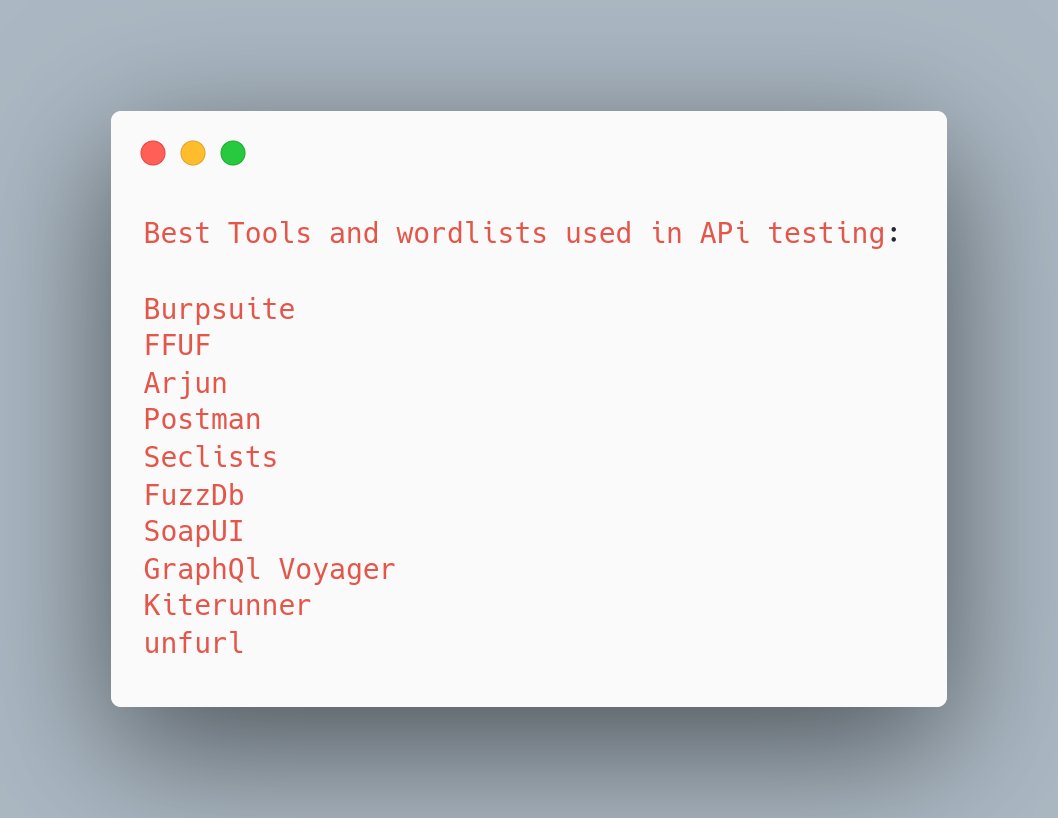 Best Tools and wordlists used in APi testing:
Burpsuite
FFUF
Arjun
Postman
Seclists
FuzzDb
SoapUI
GraphQl Voyager
Kiterunner
unfurl